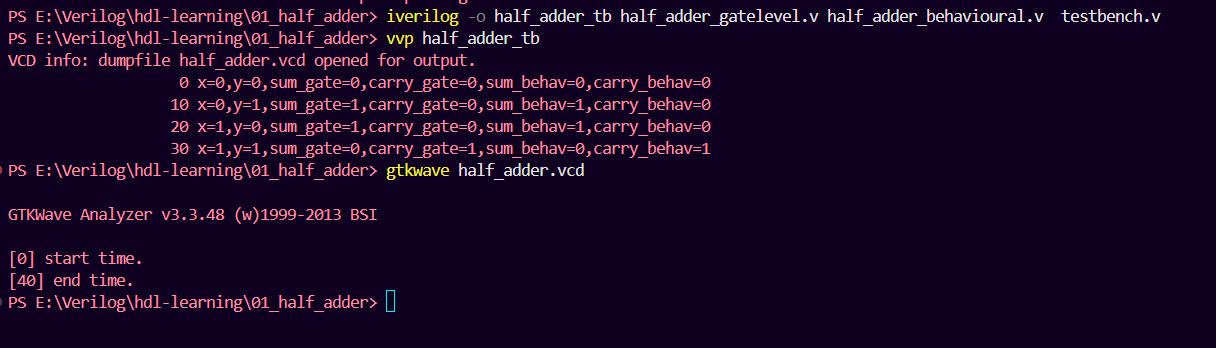 PS E:\Verilog\hdl-learning\01_half_adder> iverilog -o half_adder_tb half_adder_gatelevel.v half_adder_behavioural.v  testbench.v
PS E:\Verilog\hdl-learning\01_half_adder> vvp half_adder_tb
VCD info: dumpfile half_adder.vcd opened for output.
                   0 x=0,y=0,sum_gate=0,carry_gate=0,sum_behav=0,carry_behav=0
                  10 x=0,y=1,sum_gate=1,carry_gate=0,sum_behav=1,carry_behav=0
                  20 x=1,y=0,sum_gate=1,carry_gate=0,sum_behav=1,carry_behav=0
                  30 x=1,y=1,sum_gate=0,carry_gate=1,sum_behav=0,carry_behav=1
PS E:\Verilog\hdl-learning\01_half_adder> gtkwave half_adder.vcd
GTKWave Analyzer v3.3.48 (w)1999-2013 BSI
[0] start time.
[40] end time.
PS E:\Verilog\hdl-learning\01_half_adder>